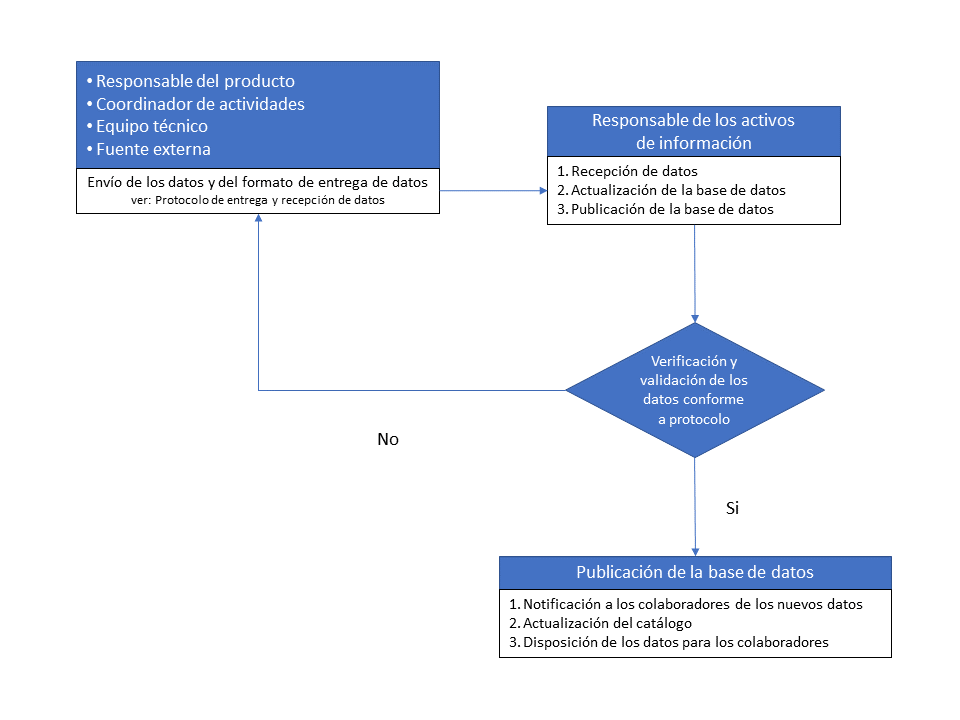 • Responsable del producto
• Coordinador de actividades
• Equipo técnico
• Fuente externa
Envío de los datos y del formato de entrega de datos
ver: Protocolo de entrega y recepción de datos
Responsable de los activos
de información
1. Recepción de datos
2. Actualización de la base de datos
3. Publicación de la base de datos
Verificación y
validación de los
datos conforme
a protocolo
No
Si
Publicación de la base de datos
1. Notificación a los colaboradores de los nuevos datos
2. Actualización del catálogo
3. Disposición de los datos para los colaboradores